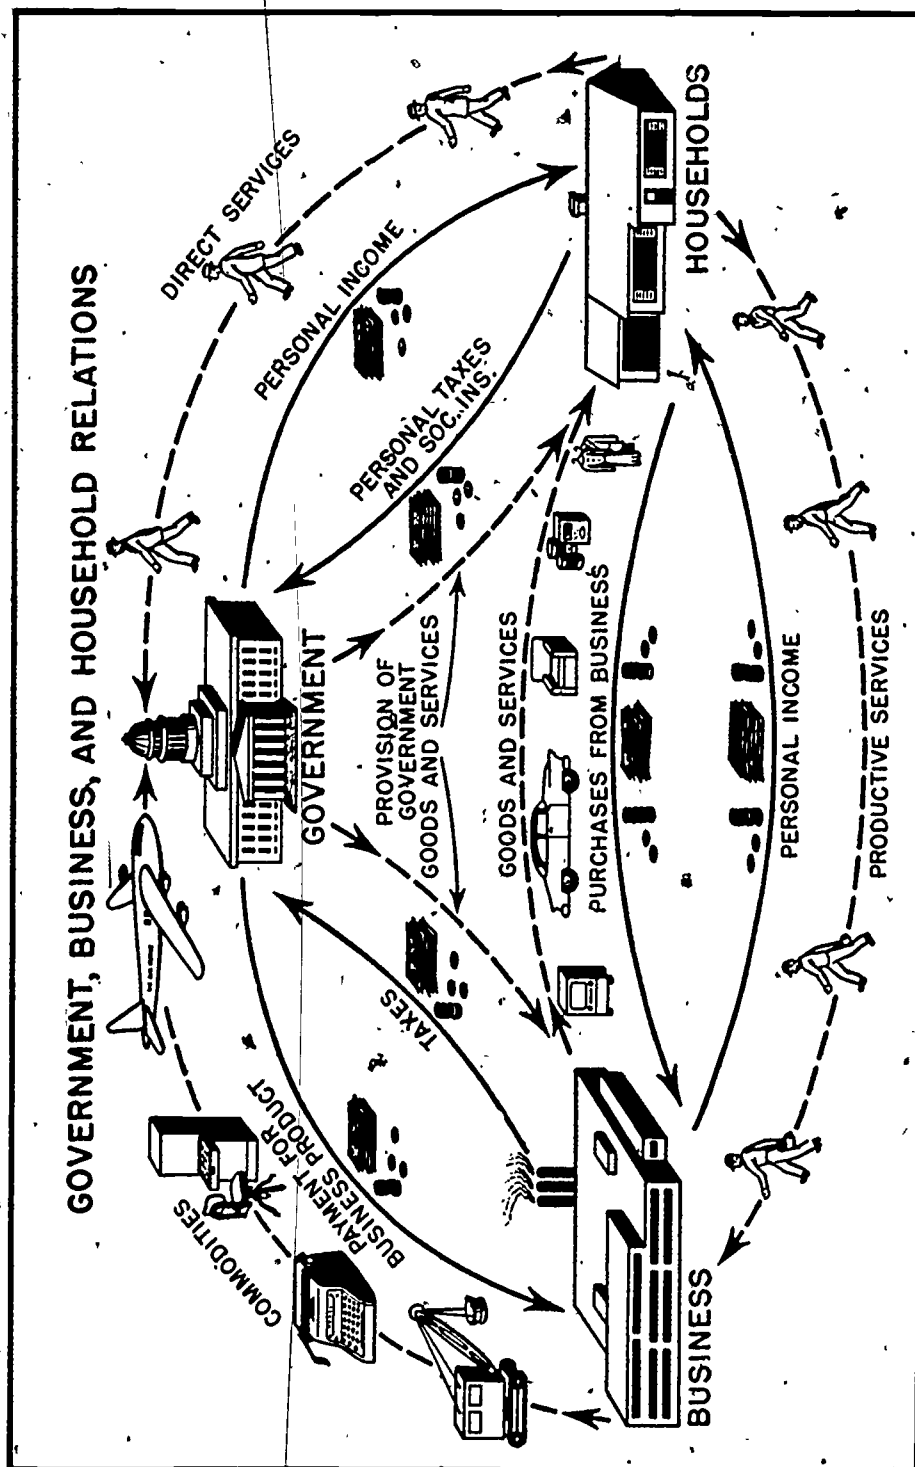 GOVERNMENT, BUSINESS, AND HOUSEHOLD RELATIONS
COMMODITIES
DIRECT SERVICES
PAYMENT FOR
BUSINESS PRODUCT
PERSONAL INCOME
GOVERNMENT
TAXES
PERSONAL TAXES
AND SOC. INS.
PROVISION OF
GOVERNMENT
GOODS AND SERVICES
GOODS AND SERVICES
PURCHASES FROM BUSINESS
BUSINESS
HOUSEHOLDS
PERSONAL INCOME
PRODUCTIVE SERVICES